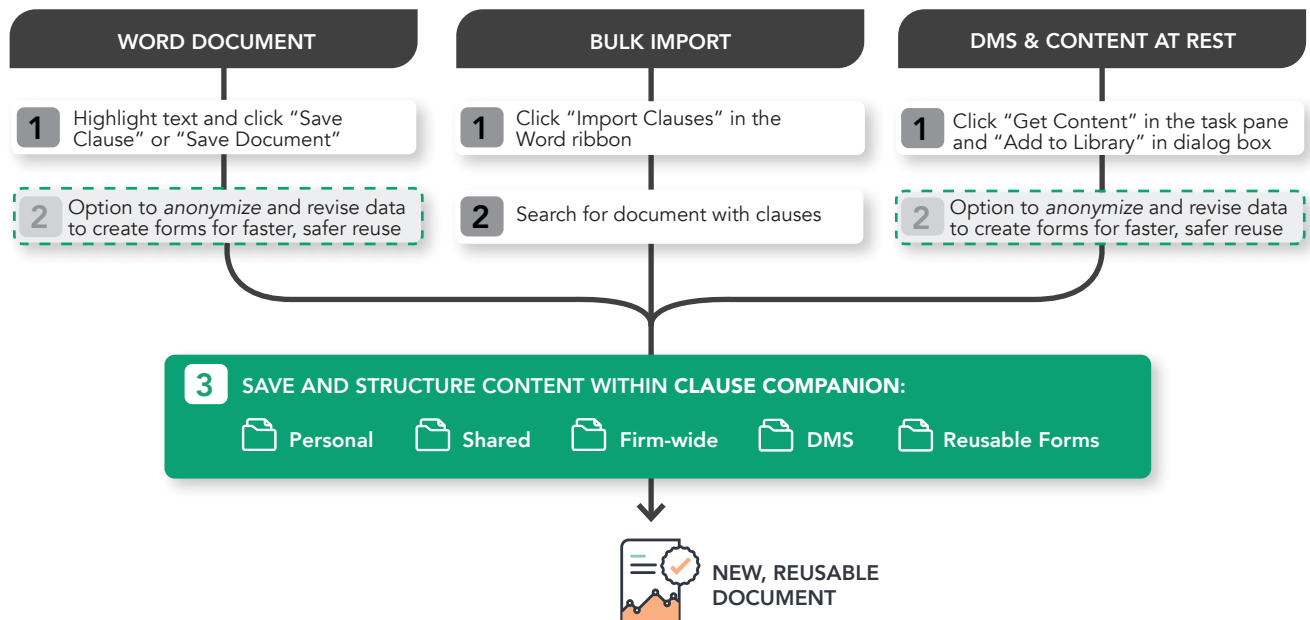 WORD DOCUMENT
1
Highlight text and click “Save
Clause” or “Save Document”
2
Option to anonymize and revise data
to create forms for faster, safer reuse
BULK IMPORT
1
Click “Import Clauses” in the
Word ribbon
2
Search for document with clauses
DMS & CONTENT AT REST
1
Click “Get Content” in the task pane
and “Add to Library” in dialog box
2
Option to anonymize and revise data
to create forms for faster, safer reuse
3
SAVE AND STRUCTURE CONTENT WITHIN CLAUSE COMPANION:
Personal
Shared
Firm-wide
DMS
Reusable Forms
NEW, REUSABLE
DOCUMENT